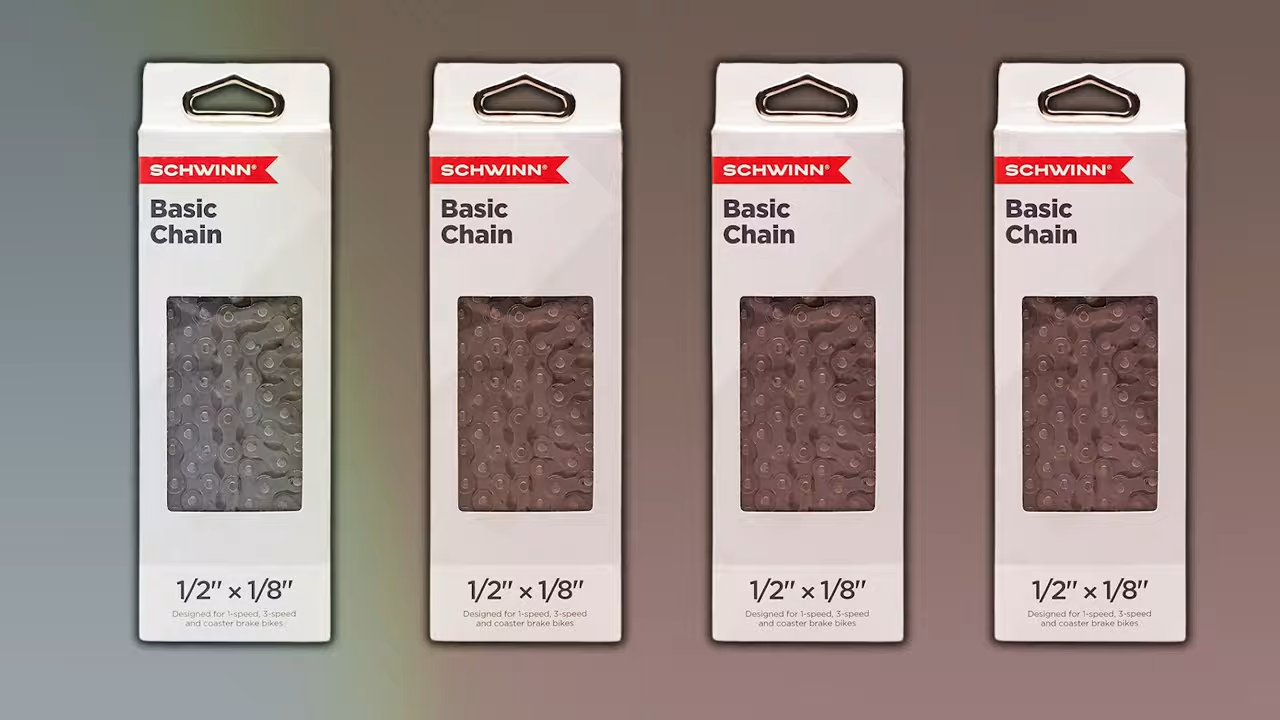 SCHWINN®
Basic
Chain
1/2" × 1/8"
Designed for 1-speed, 3-speed
and coaster brake bikes
SCHWINN®
Basic
Chain
1/2" × 1/8"
Designed for 1-speed, 3-speed
and coaster brake bikes
SCHWINN®
Basic
Chain
1/2" × 1/8"
Designed for 1-speed, 3-speed
and coaster brake bikes
SCHWINN®
Basic
Chain
1/2" × 1/8"
Designed for 1-speed, 3-speed
and coaster brake bikes